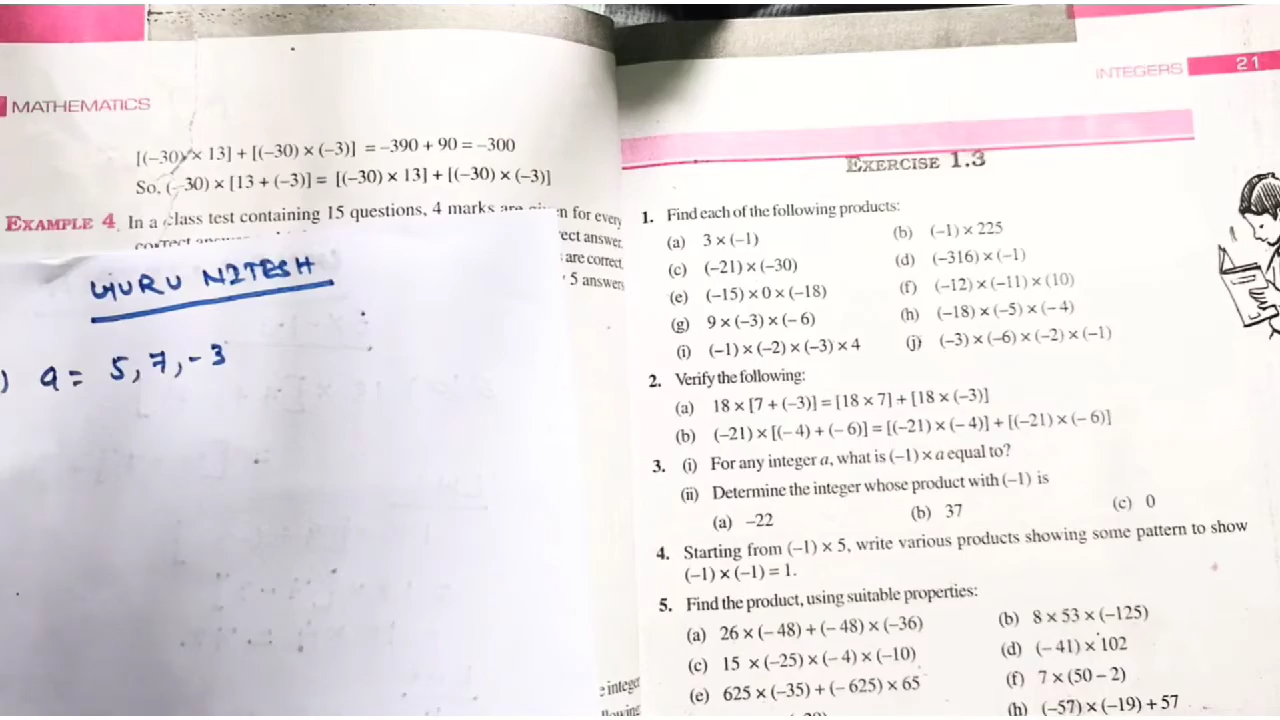 MATHEMATICS
[(–30) × 13] + [(–30) × (–3)] = –390 + 90 = –300
So, (–30) × [13 + (–3)] = [(–30) × 13] + [(–30) × (–3)]
EXAMPLE 4 In a class test containing 15 questions, 4 marks are given for every
correct
rect answer.
are correct
5 answers
GURU NITESH
) a = 5, 7, -3
INTEGERS 21
EXERCISE 1.3
1. Find each of the following products:
(a) 3 × (–1) (b) (–1) × 225
(c) (–21) × (–30) (d) (–316) × (–1)
(e) (–15) × 0 × (–18) (f) (–12) × (–11) × (10)
(g) 9 × (–3) × (– 6) (h) (–18) × (–5) × (– 4)
(i) (–1) × (–2) × (–3) × 4 (j) (–3) × (–6) × (–2) × (–1)
2. Verify the following:
(a) 18 × [7 + (–3)] = [18 × 7] + [18 × (–3)]
(b) (–21) × [(– 4) + (– 6)] = [(–21) × (– 4)] + [(–21) × (– 6)]
3. (i) For any integer a, what is (–1) × a equal to?
(ii) Determine the integer whose product with (–1) is
(a) –22 (b) 37 (c) 0
4. Starting from (–1) × 5, write various products showing some pattern to show
(–1) × (–1) = 1.
5. Find the product, using suitable properties:
(a) 26 × (– 48) + (– 48) × (–36) (b) 8 × 53 × (–125)
(c) 15 × (–25) × (– 4) × (–10) (d) (– 41) × 102
(e) 625 × (–35) + (– 625) × 65 (f) 7 × (50 – 2)
(h) (–57) × (–19) + 57